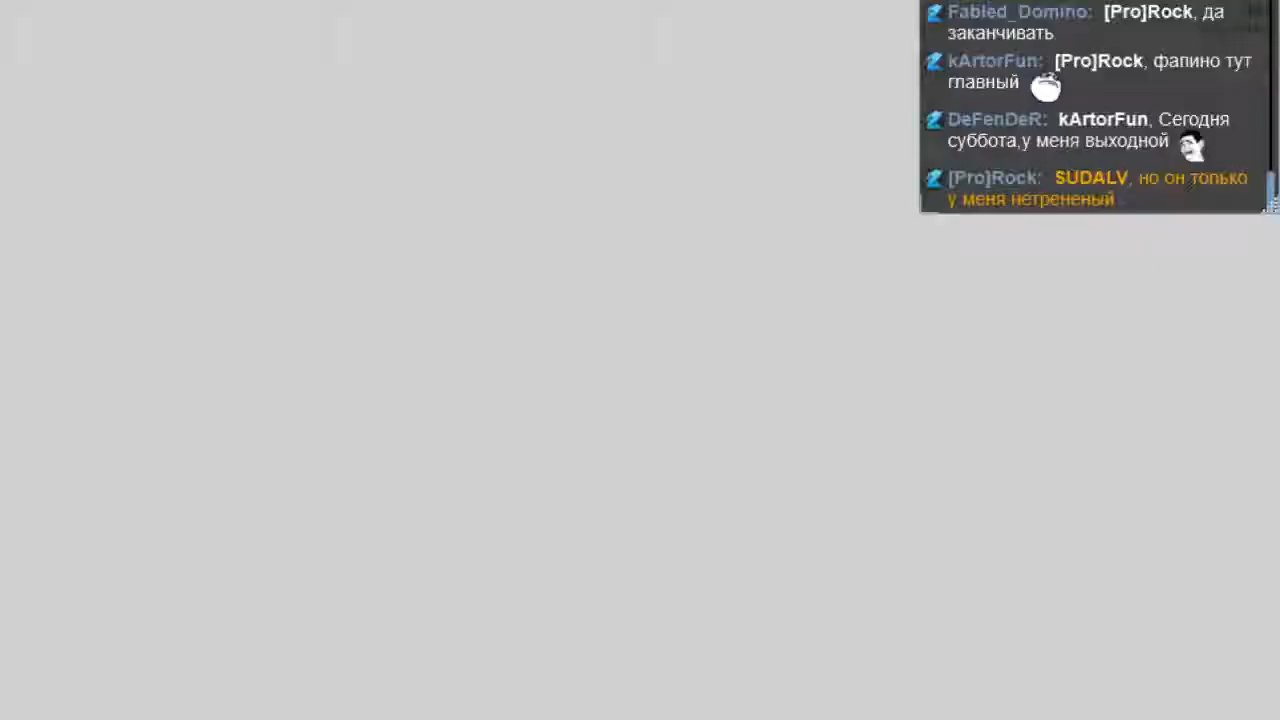 Fabled_Domino: [Pro]Rock, да
заканчивать
kArtorFun: [Pro]Rock, фапино тут
главный
DeFenDeR: kArtorFun, Сегодня
суббота,у меня выходной
[Pro]Rock: SUDALV, но он только
у меня нетрененый